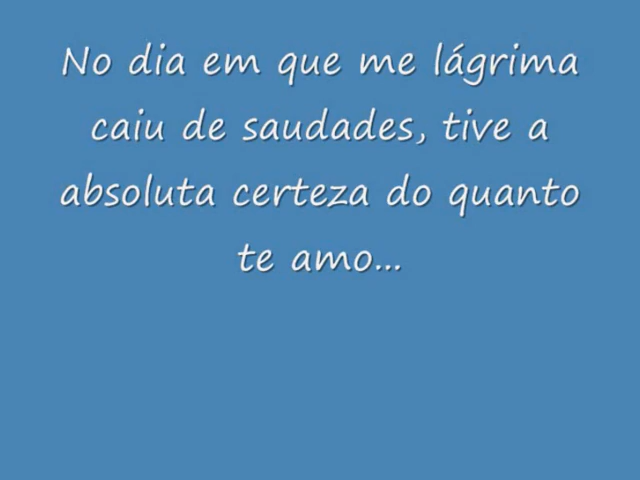 No dia em que me lágrima
caiu de saudades, tive a
absoluta certeza do quanto
te amo...